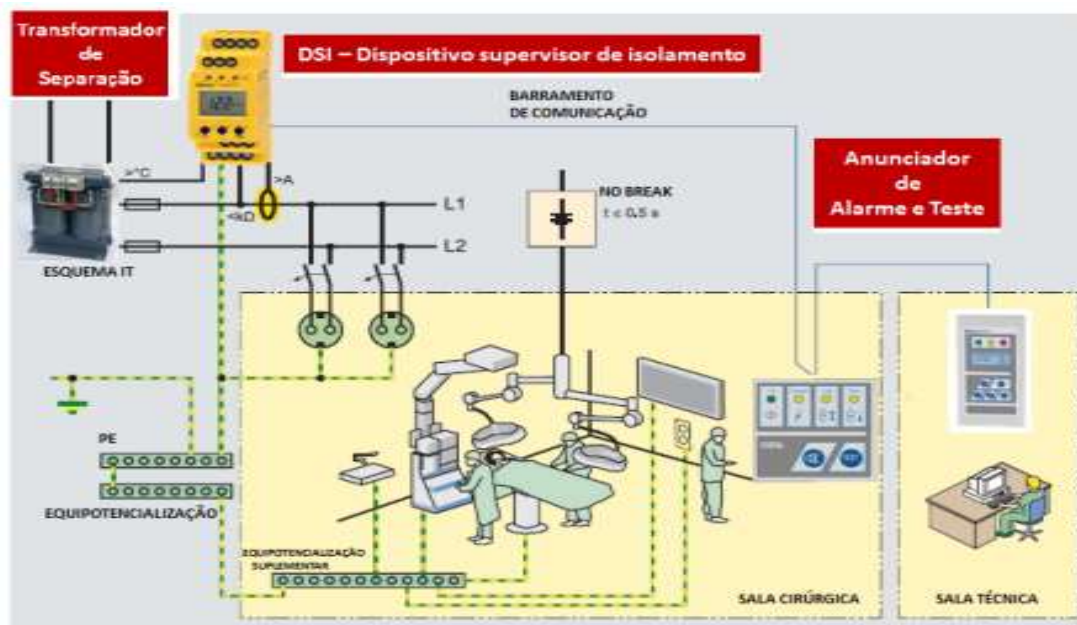 Transformador
de
Separação
DSI – Dispositivo supervisor de isolamento
BARRAMENTO
DE COMUNICAÇÃO
Anunciador
de
Alarme e Teste
>°C
>A
<kΩ
L1
L2
ESQUEMA IT
NO BREAK
t < 0,5 s
PE
EQUIPOTENCIALIZAÇÃO
EQUIPOTENCIALIZAÇÃO
SUPLEMENTAR
SALA CIRÚRGICA
SALA TÉCNICA